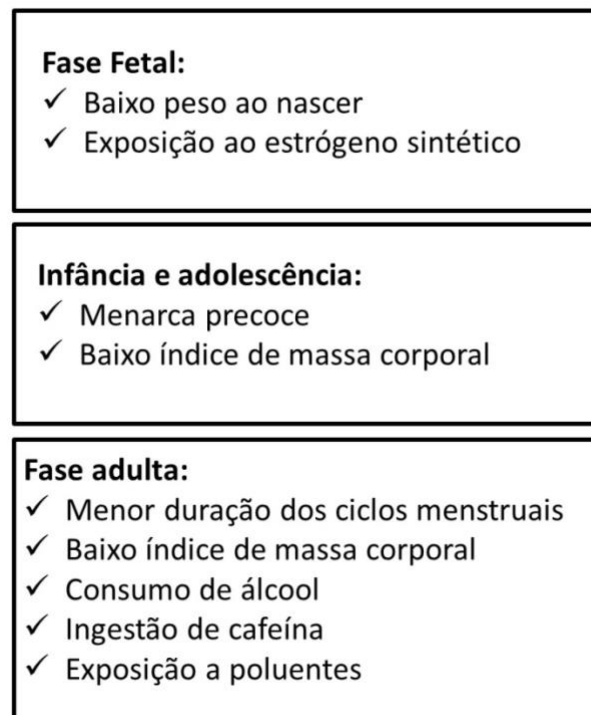 Fase Fetal:
✓ Baixo peso ao nascer
✓ Exposição ao estrógeno sintético
Infância e adolescência:
✓ Menarca precoce
✓ Baixo índice de massa corporal
Fase adulta:
✓ Menor duração dos ciclos menstruais
✓ Baixo índice de massa corporal
✓ Consumo de álcool
✓ Ingestão de cafeína
✓ Exposição a poluentes